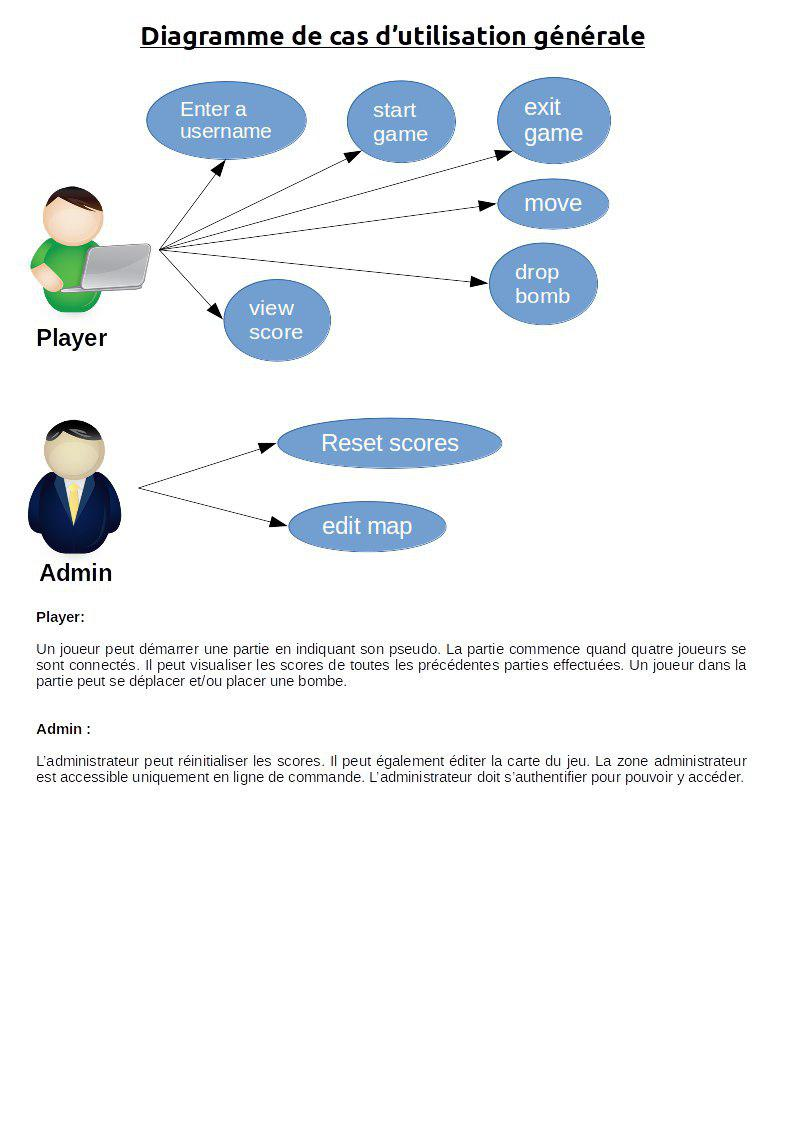 Diagramme de cas d’utilisation générale
Enter a
username
start
game
exit
game
move
drop
bomb
view
score
Player
Reset scores
edit map
Admin
Player:
Un joueur peut démarrer une partie en indiquant son pseudo. La partie commence quand quatre joueurs se
sont connectés. Il peut visualiser les scores de toutes les précédentes parties effectuées. Un joueur dans la
partie peut se déplacer et/ou placer une bombe.
Admin :
L’administrateur peut réinitialiser les scores. Il peut également éditer la carte du jeu. La zone administrateur
est accessible uniquement en ligne de commande. L’administrateur doit s’authentifier pour pouvoir y accéder.